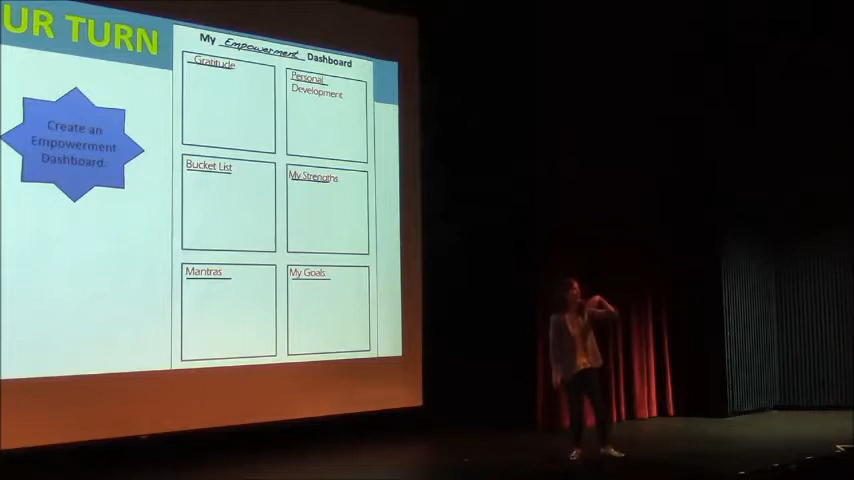 UR TURN
Create an
Empowerment
Dashboard.
My Empowerment Dashboard
Gratitude
Personal
Development
Bucket List
My Strengths
Mantras
My Goals